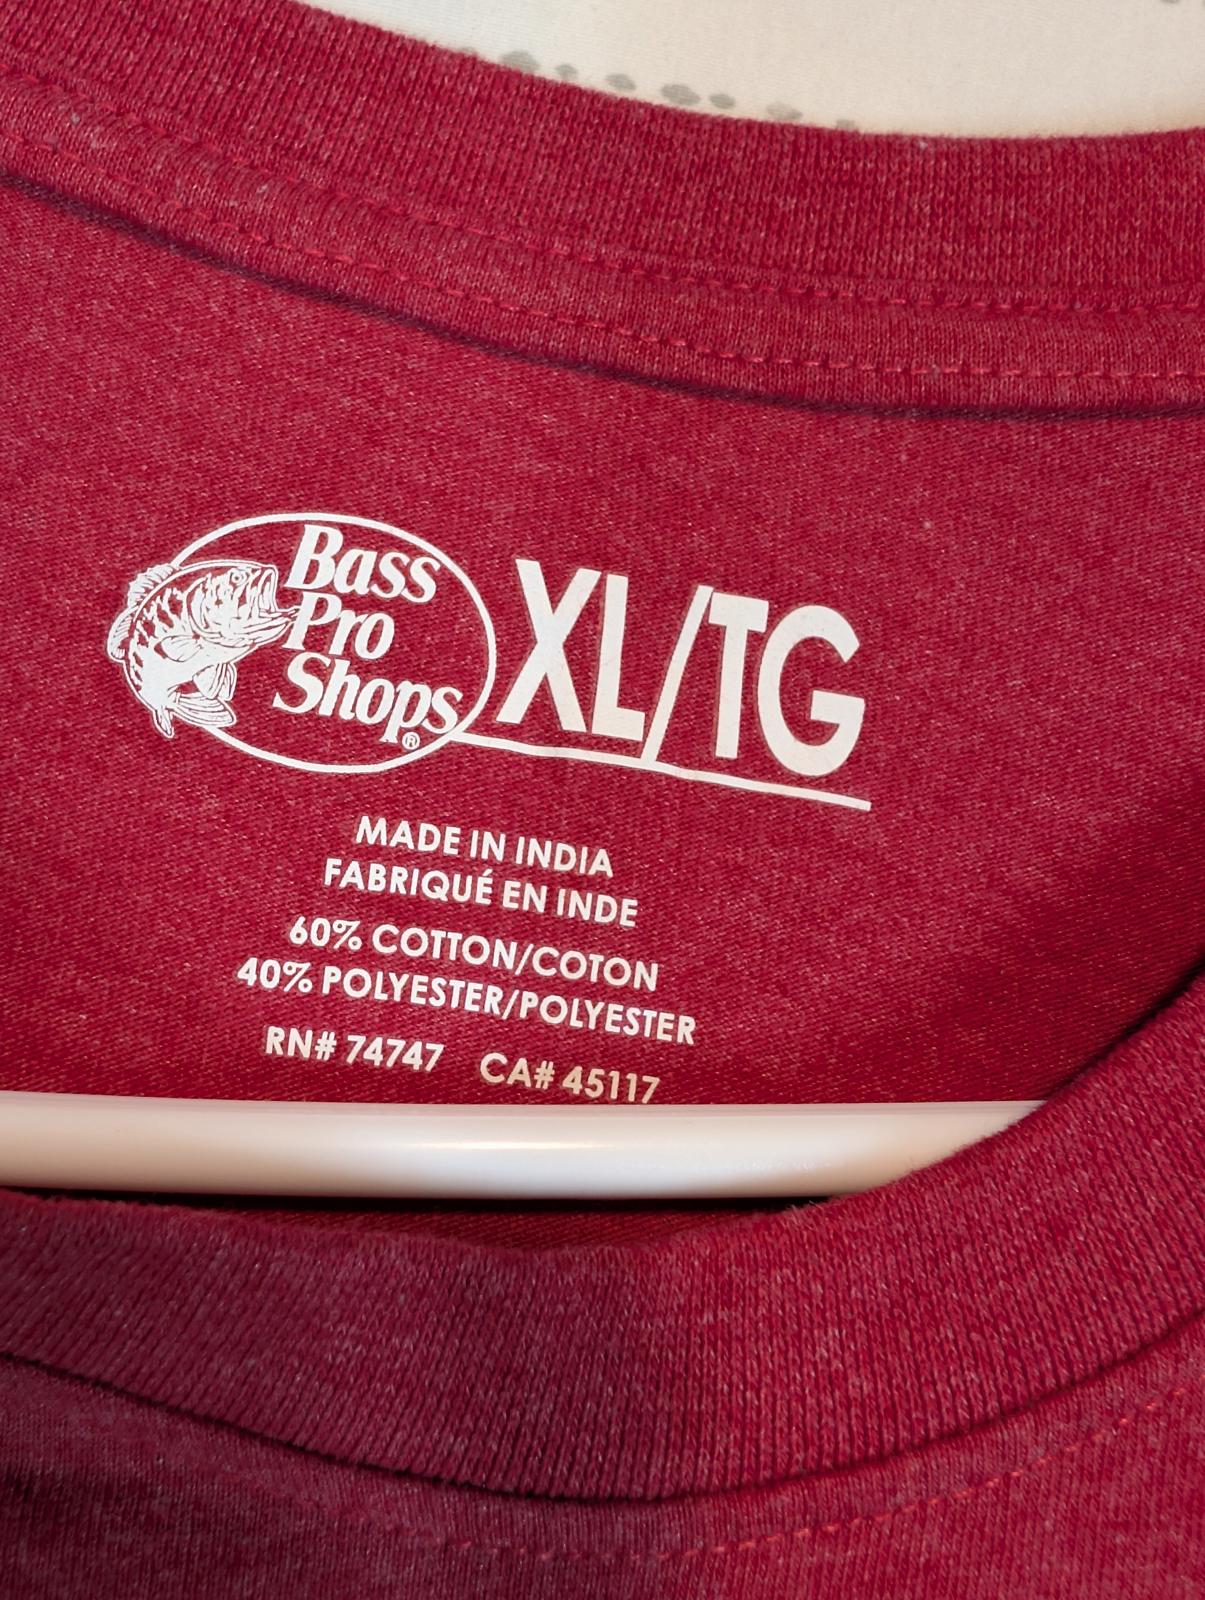 Bass
Pro
Shops®
XL/TG
MADE IN INDIA
FABRIQUÉ EN INDE
60% COTTON/COTON
40% POLYESTER/POLYESTER
RN# 74747 CA# 45117